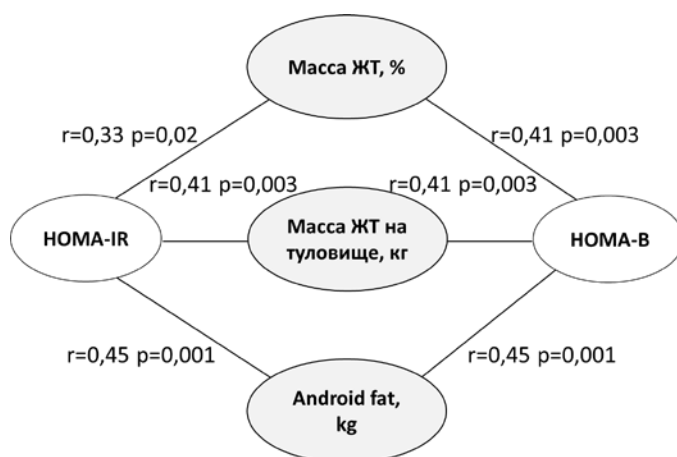 Масса ЖТ, %
r=0,33 p=0,02
r=0,41 p=0,003
r=0,41 p=0,003
r=0,41 p=0,003
HOMA-IR
Масса ЖТ на
туловище, кг
HOMA-B
r=0,45 p=0,001
r=0,45 p=0,001
Android fat,
kg